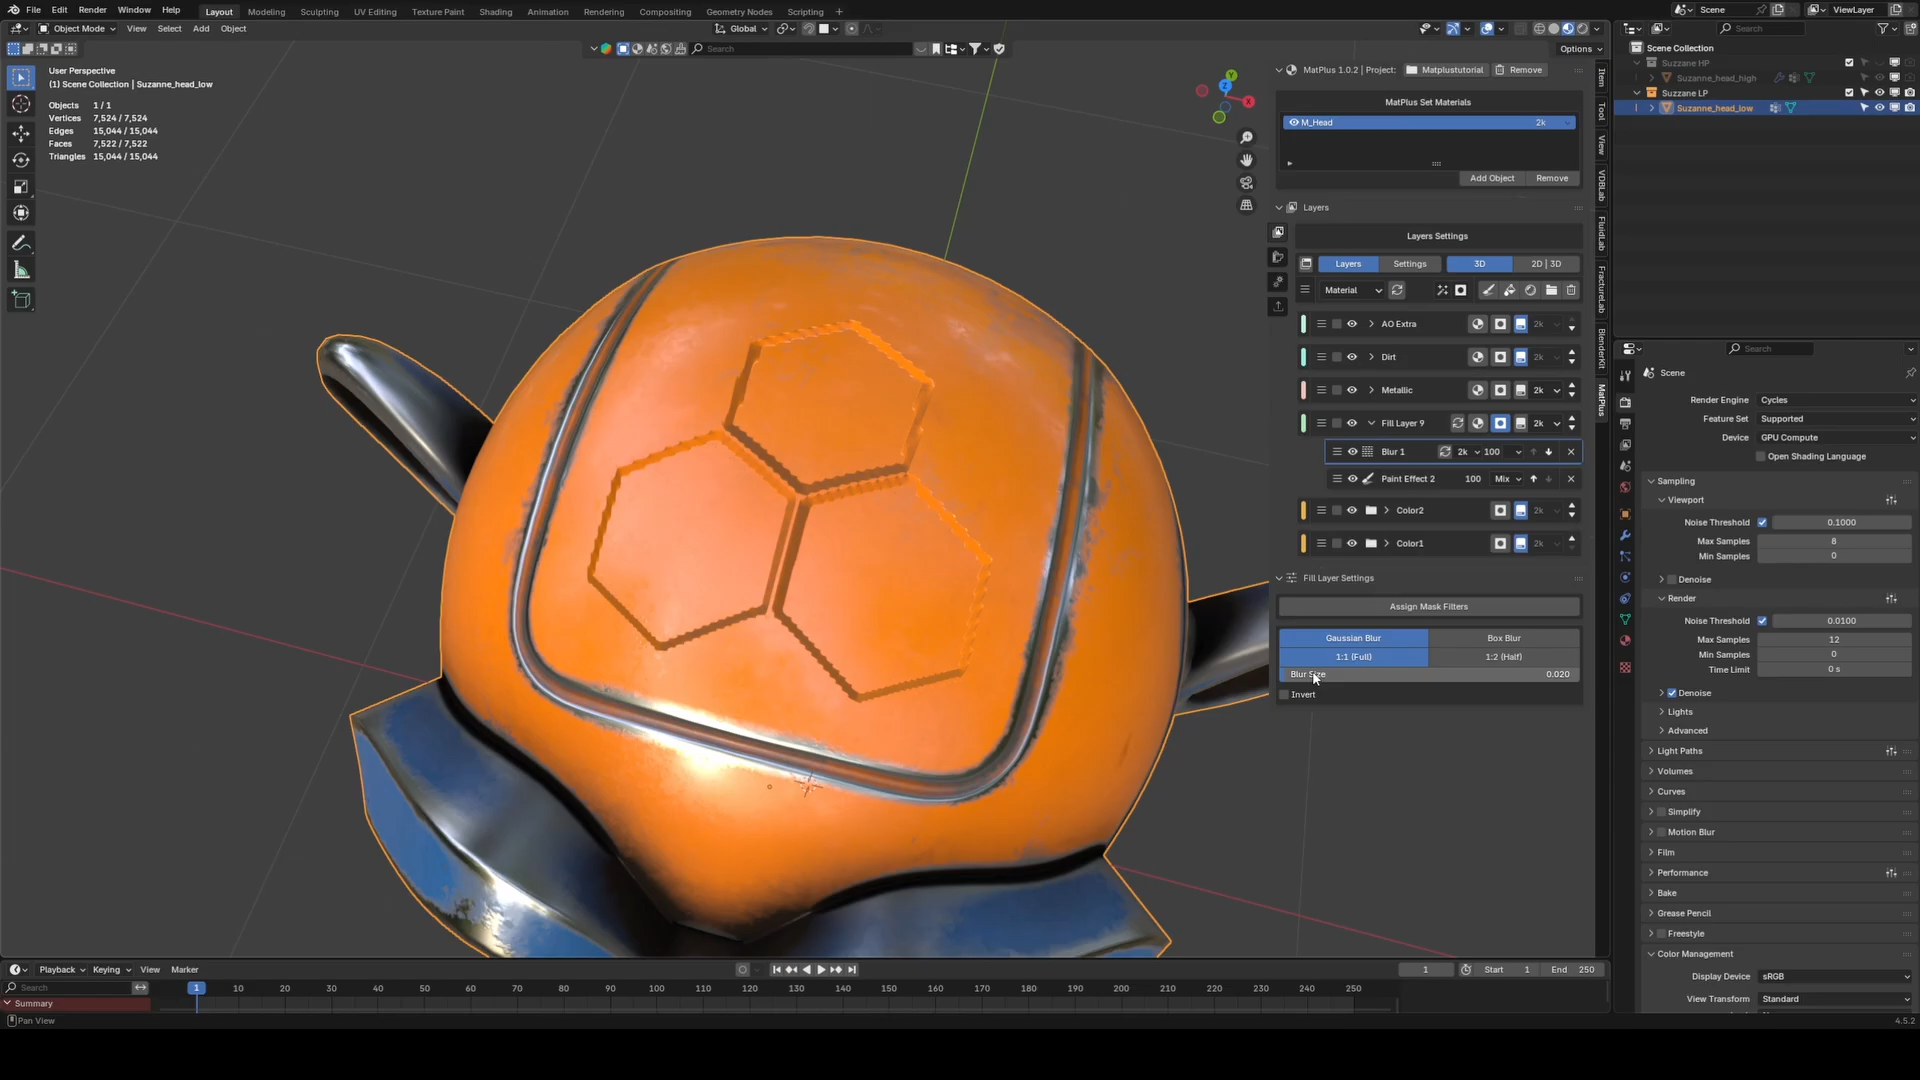 File Edit Render Window Help Layout Modeling Sculpting UV Editing Texture Paint Shading Animation Rendering Compositing Geometry Nodes Scripting + Scene ViewLayer
Object Mode View Select Add Object Global Search
Search Options
User Perspective
(1) Scene Collection | Suzanne_head_low
Objects 1 / 1
Vertices 7,524 / 7,524
Edges 15,044 / 15,044
Faces 7,522 / 7,522
Triangles 15,044 / 15,044
Y
Z
X
MatPlus 1.0.2 | Project: Matplustutorial Remove
MatPlus Set Materials
M_Head 2k
Add Object Remove
Layers
Layers Settings
Layers Settings 3D 2D | 3D
Material
AO Extra 2k
Dirt 2k
Metallic 2k
Fill Layer 9 2k
Blur 1 2k 100
Paint Effect 2 100 Mix
Color2 2k
Color1 2k
Fill Layer Settings
Assign Mask Filters
Gaussian Blur Box Blur
1:1 (Full) 1:2 (Half)
Blur Size 0.020
Invert
Item
Tool
View
VDBLab
FluidLab
FractureLab
BlenderKit
MatPlus
Scene Collection
Suzzane HP
Suzanne_head_high
Suzzane LP
Suzanne_head_low
Search
Scene
Render Engine Cycles
Feature Set Supported
Device GPU Compute
Open Shading Language
Sampling
Viewport
Noise Threshold 0.1000
Max Samples 8
Min Samples 0
Denoise
Render
Noise Threshold 0.0100
Max Samples 12
Min Samples 0
Time Limit 0 s
Denoise
Lights
Advanced
Light Paths
Volumes
Curves
Simplify
Motion Blur
Film
Performance
Bake
Grease Pencil
Freestyle
Color Management
Display Device sRGB
View Transform Standard
Playback Keying View Marker 1 Start 1 End 250
Search 1 10 20 30 40 50 60 70 80 90 100 110 120 130 140 150 160 170 180 190 200 210 220 230 240 250
Summary
Pan View 4.5.2